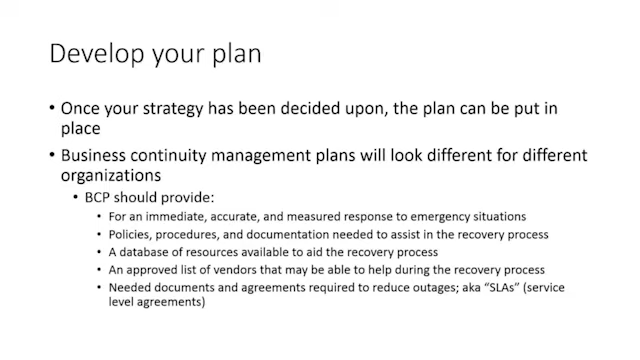 Develop your plan
• Once your strategy has been decided upon, the plan can be put in
place
• Business continuity management plans will look different for different
organizations
• BCP should provide:
• For an immediate, accurate, and measured response to emergency situations
• Policies, procedures, and documentation needed to assist in the recovery process
• A database of resources available to aid the recovery process
• An approved list of vendors that may be able to help during the recovery process
• Needed documents and agreements required to reduce outages; aka “SLAs” (service
level agreements)